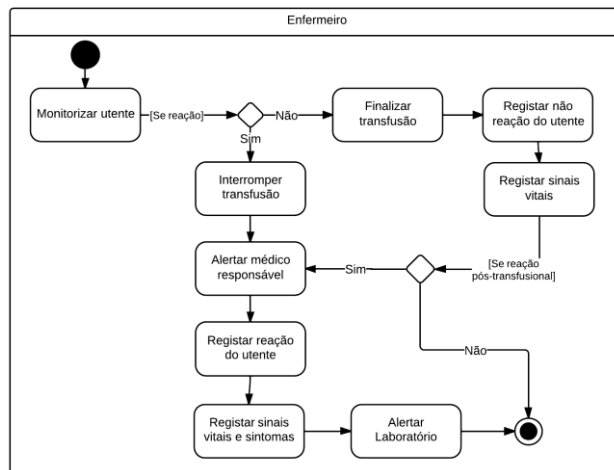 Enfermeiro
Monitorizar utente
[Se reação]
Não
Finalizar
transfusão
Registar não
reação do utente
Sim
Interromper
transfusão
Registar sinais
vitais
Alertar médico
responsável
Sim
[Se reação
pós-transfusional]
Registar reação
do utente
Não
Registar sinais
vitais e sintomas
Alertar
Laboratório